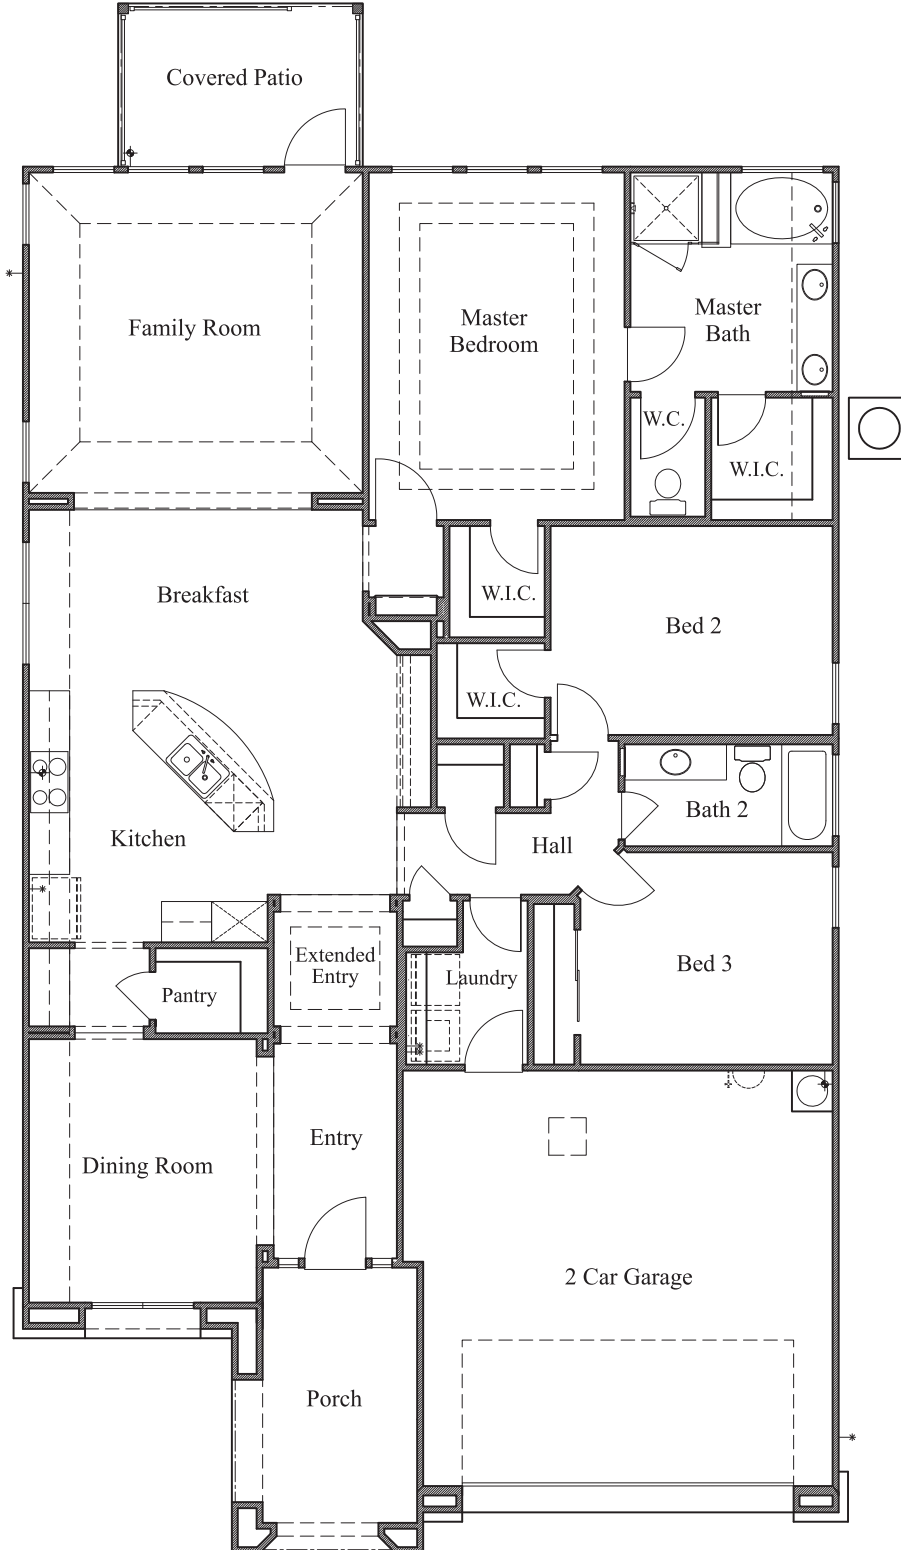 Covered Patio
Family Room
Master
Bedroom
Master
Bath
W.C.
W.I.C.
Breakfast
W.I.C.
Bed 2
W.I.C.
Kitchen
Hall
Bath 2
Extended
Entry
Laundry
Bed 3
Pantry
Dining Room
Entry
2 Car Garage
Porch